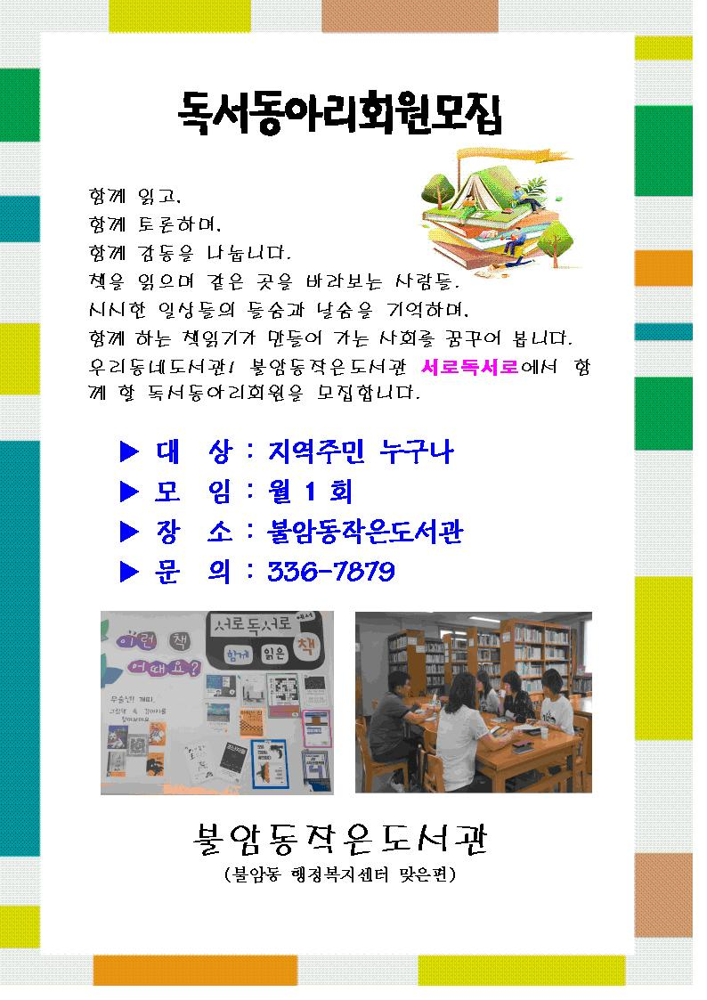 독서동아리회원모집
함께 읽고,
함께 토론하며,
함께 감동을 나눕니다.
책을 읽으며 같은 곳을 바라보는 사람들.
시시한 일상들의 들숨과 날숨을 기억하며,
함께 하는 책읽기가 만들어 가는 사회를 꿈꾸어 봅니다.
우리동네도서관! 불암동작은도서관 서로독서로에서 함
께 할 독서동아리회원을 모집합니다.
▶ 대 상 : 지역주민 누구나
▶ 모 임 : 월 1 회
▶ 장 소 : 불암동작은도서관
▶ 문 의 : 336-7879
이런 책
어때요?
서로독서로에서
함께 읽은 책
불암동작은도서관
(불암동 행정복지센터 맞은편)